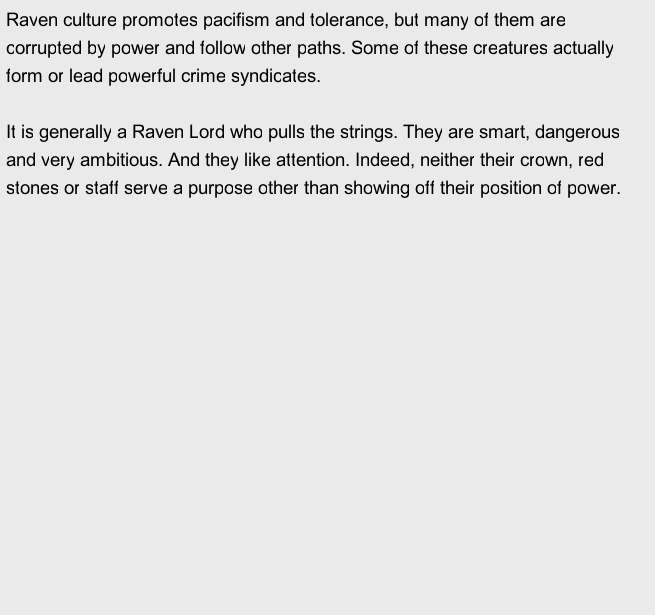 Raven culture promotes pacifism and tolerance, but many of them are
corrupted by power and follow other paths. Some of these creatures actually
form or lead powerful crime syndicates.
It is generally a Raven Lord who pulls the strings. They are smart, dangerous
and very ambitious. And they like attention. Indeed, neither their crown, red
stones or staff serve a purpose other than showing off their position of power.